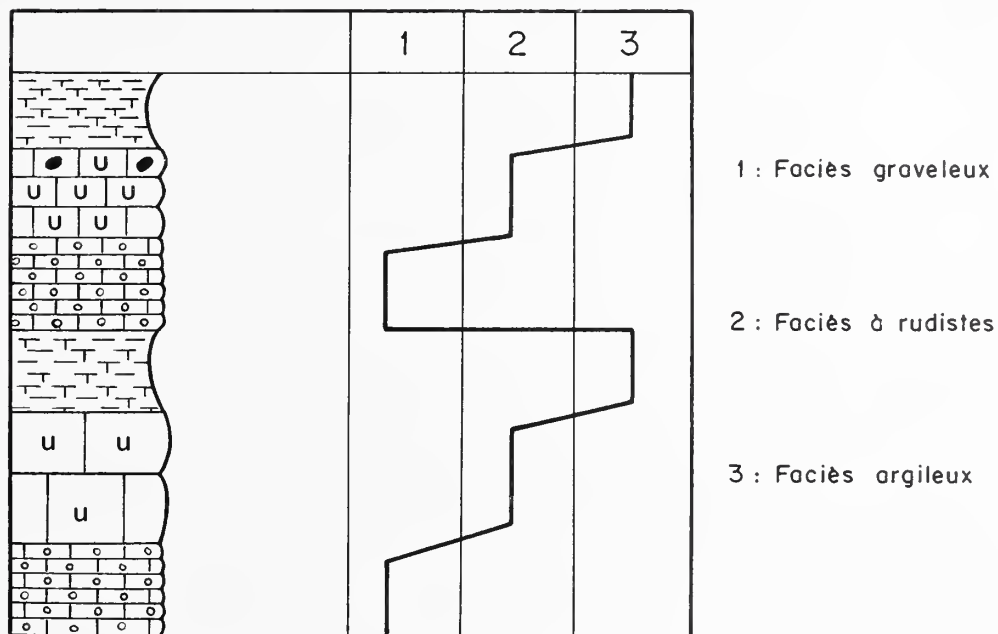 1 2 3
U
U U U
U U
u u
u
1 : Faciès graveleux
2 : Faciès à rudistes
3 : Faciès argileux